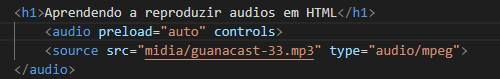 <h1>Aprendendo a reproduzir audios em HTML</h1>
<audio preload="auto" controls>
<source src="midia/guanacast-33.mp3" type="audio/mpeg">
</audio>